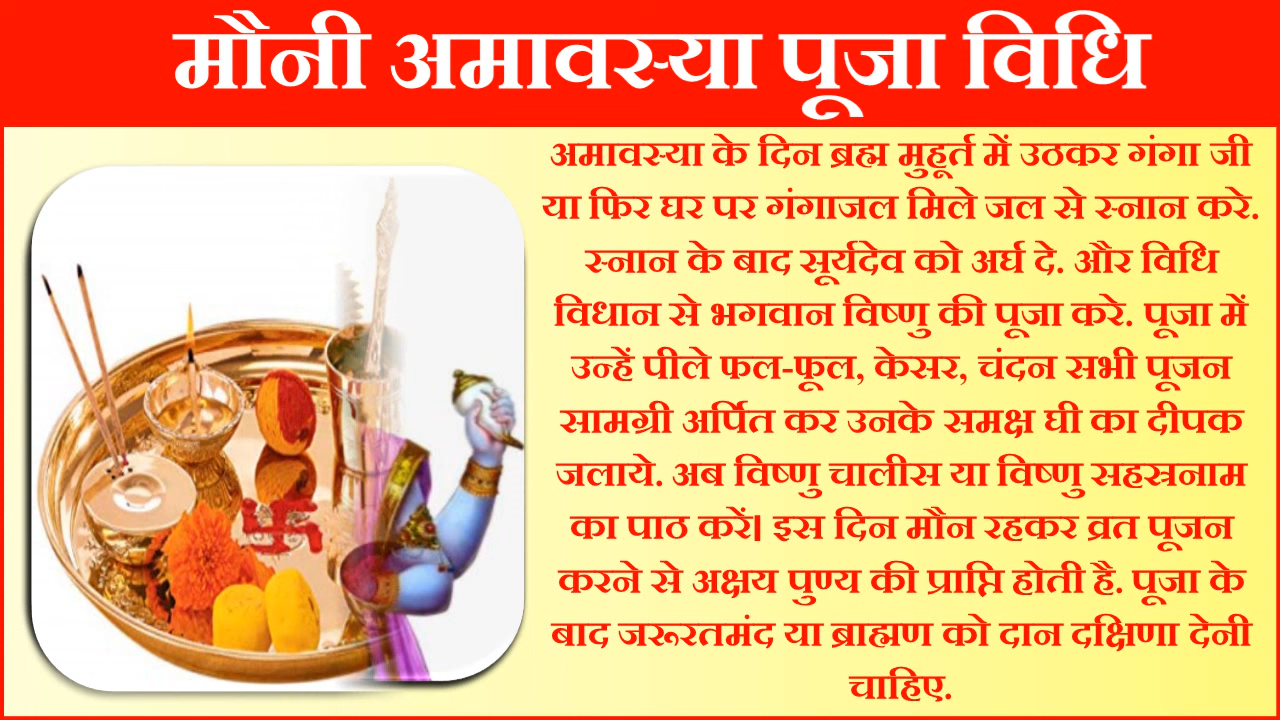 मौनी अमावस्या पूजा विधि
अमावस्या के दिन ब्रह्म मुहूर्त में उठकर गंगा जी
या फिर घर पर गंगाजल मिले जल से स्नान करे.
स्नान के बाद सूर्यदेव को अर्घ दे. और विधि
विधान से भगवान विष्णु की पूजा करे. पूजा में
उन्हें पीले फल-फूल, केसर, चंदन सभी पूजन
सामग्री अर्पित कर उनके समक्ष घी का दीपक
जलाये. अब विष्णु चालीस या विष्णु सहस्रनाम
का पाठ करें। इस दिन मौन रहकर व्रत पूजन
करने से अक्षय पुण्य की प्राप्ति होती है. पूजा के
बाद जरूरतमंद या ब्राह्मण को दान दक्षिणा देनी
चाहिए.